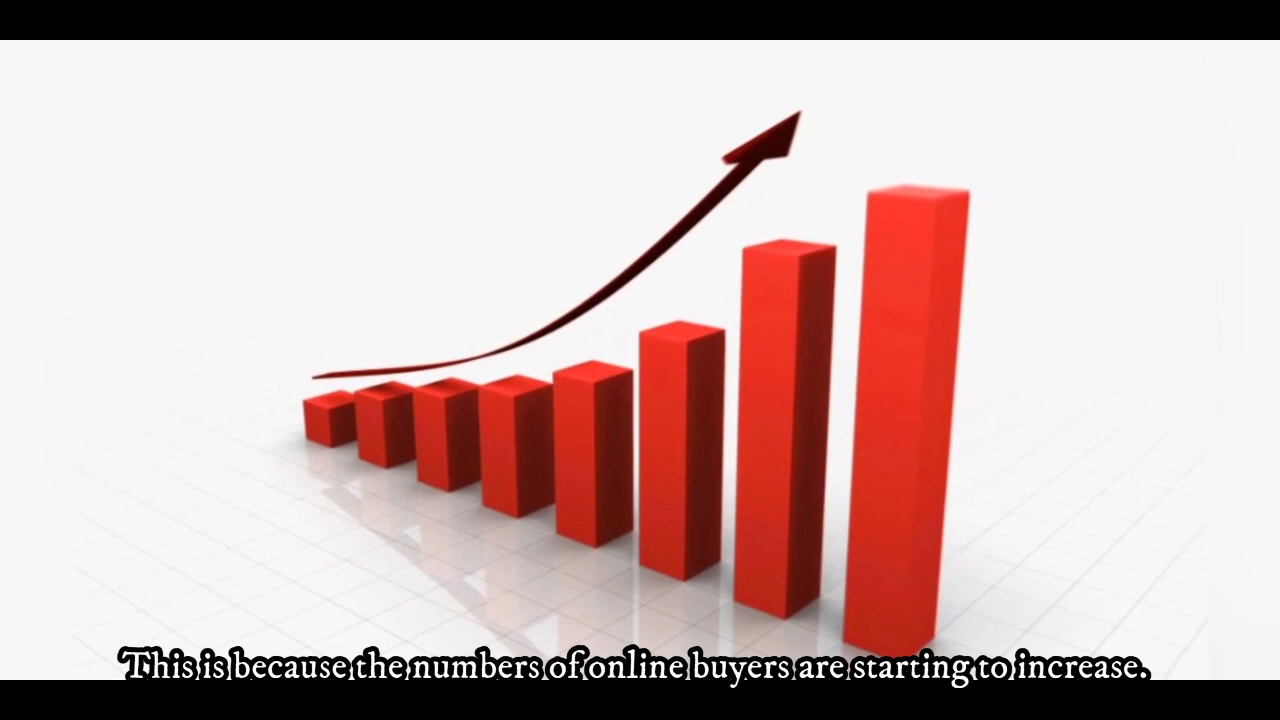 This is because the numbers of online buyers are starting to increase.